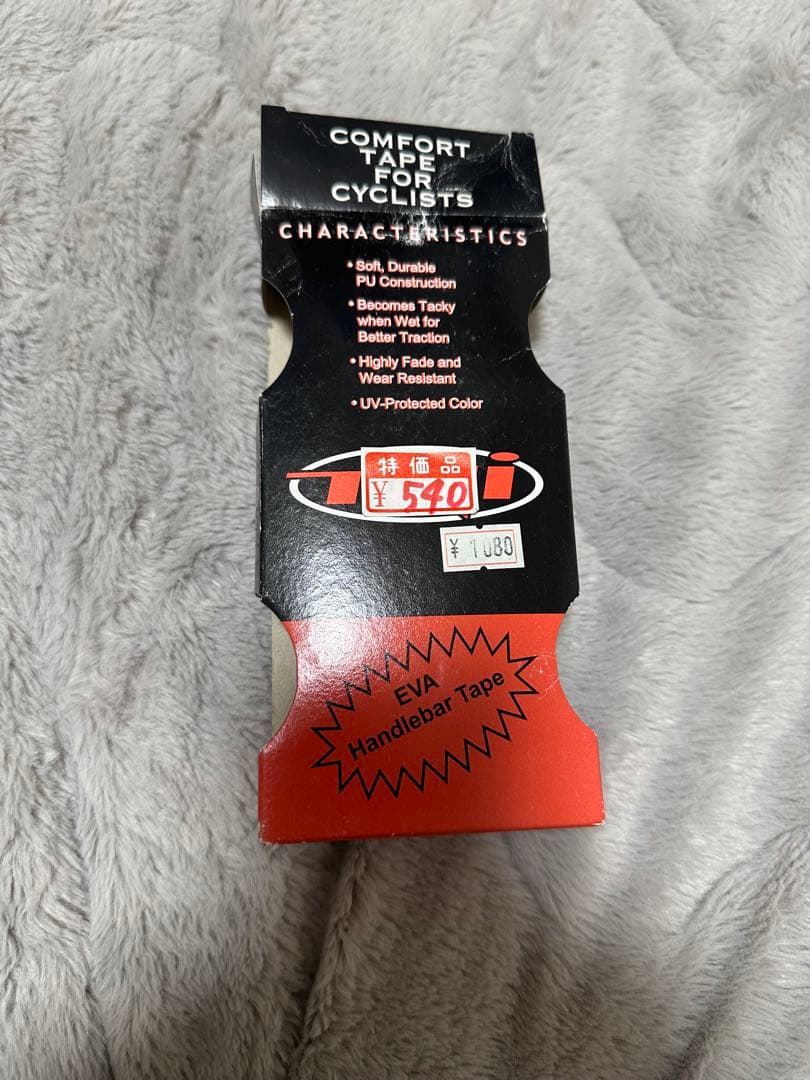 COMFORT
TAPE
FOR
CYCLISTS
CHARACTERISTICS
• Soft, Durable
PU Construction
• Becomes Tacky
when Wet for
Better Traction
• Highly Fade and
Wear Resistant
• UV-Protected Color
特価品
¥ 540
¥ 1080
EVA
Handlebar Tape